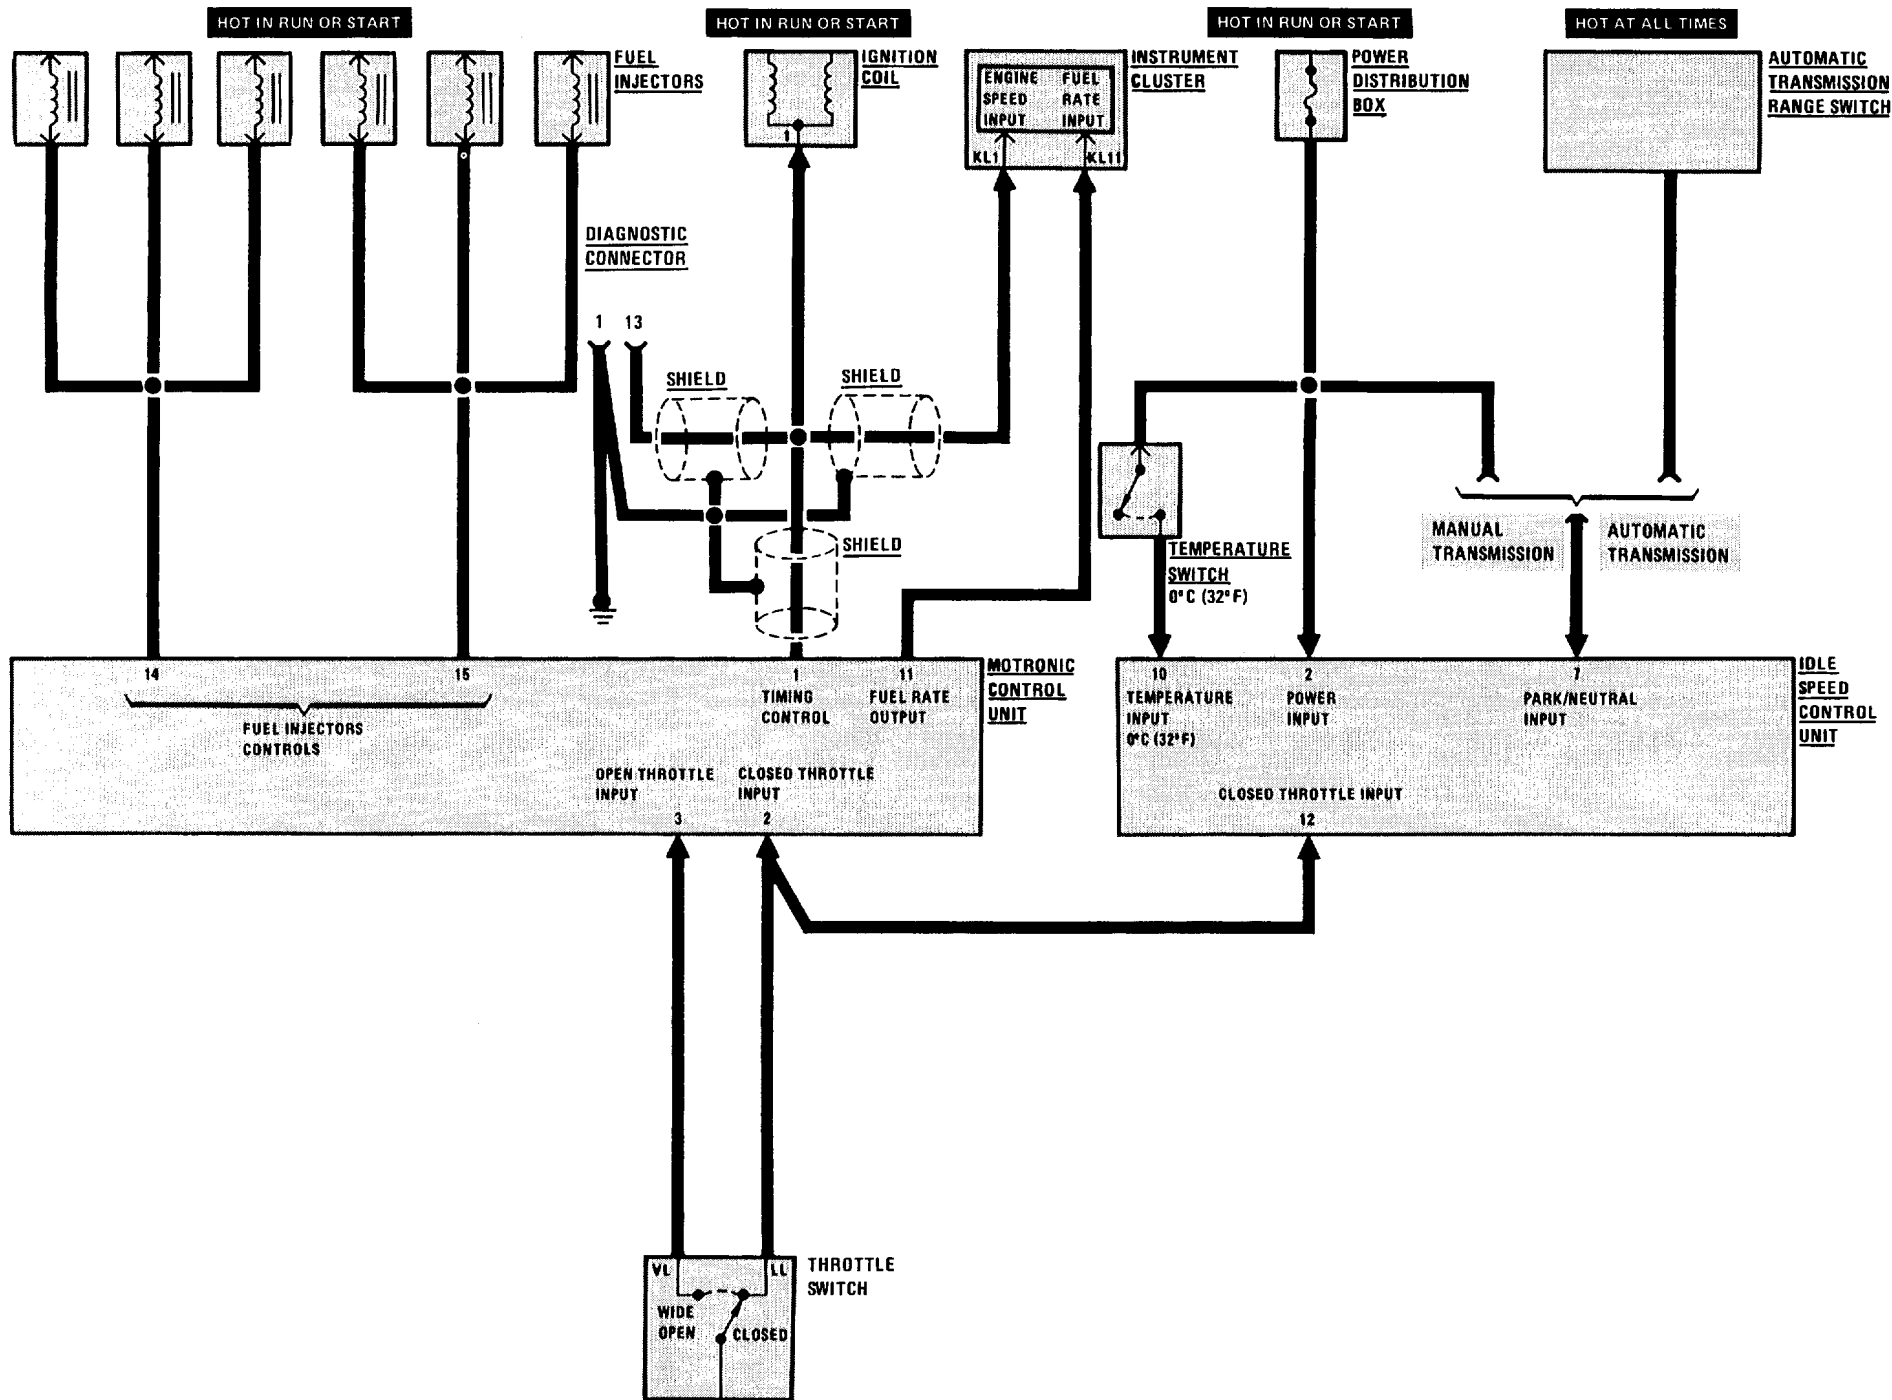 HOT IN RUN OR START
HOT IN RUN OR START
HOT IN RUN OR START
HOT AT ALL TIMES
FUEL
INJECTORS
IGNITION
COIL
1
INSTRUMENT
CLUSTER
ENGINE
SPEED
INPUT
FUEL
RATE
INPUT
KL1
KL11
POWER
DISTRIBUTION
BOX
AUTOMATIC
TRANSMISSION
RANGE SWITCH
DIAGNOSTIC
CONNECTOR
1
13
SHIELD
SHIELD
SHIELD
TEMPERATURE
SWITCH
0°C (32°F)
MANUAL
TRANSMISSION
AUTOMATIC
TRANSMISSION
14
15
1
11
FUEL INJECTORS
CONTROLS
TIMING
CONTROL
FUEL RATE
OUTPUT
MOTRONIC
CONTROL
UNIT
OPEN THROTTLE
INPUT
3
CLOSED THROTTLE
INPUT
2
10
TEMPERATURE
INPUT
0°C (32°F)
2
POWER
INPUT
7
PARK/NEUTRAL
INPUT
IDLE
SPEED
CONTROL
UNIT
CLOSED THROTTLE INPUT
12
VL
LL
THROTTLE
SWITCH
WIDE
OPEN
CLOSED